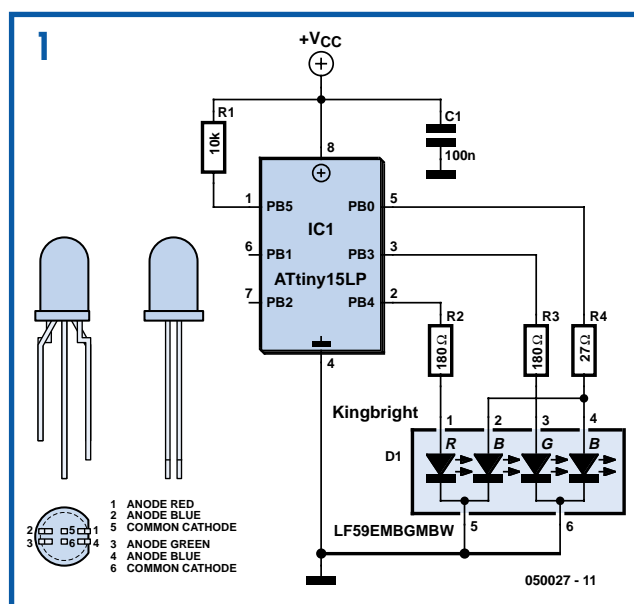 1
+VCC
R1
10k
C1
100n
8
1
PB5
PB0
5
IC1
6
PB1
PB3
3
ATtiny15LP
7
PB2
PB4
2
4
R2
180Ω
R3
180Ω
R4
27Ω
Kingbright
1
2
3
4
D1
R
B
G
B
5
6
LF59EMBGMBW
1 ANODE RED
2 ANODE BLUE
5 COMMON CATHODE
3 ANODE GREEN
4 ANODE BLUE
6 COMMON CATHODE
2 5 1
3 6 4
050027 - 11